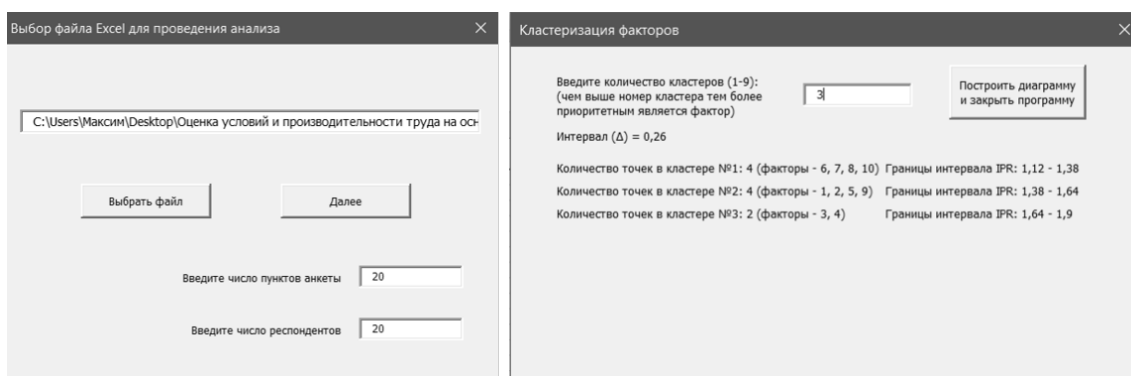 Выбор файла Excel для проведения анализа
C:\Users\Максим\Desktop\Оценка условий и производительности труда на осн
Выбрать файл
Далее
Введите число пунктов анкеты
20
Введите число респондентов
20
Кластеризация факторов
Введите количество кластеров (1-9):
(чем выше номер кластера тем более
приоритетным является фактор)
3
Построить диаграмму
и закрыть программу
Интервал (Δ) = 0,26
Количество точек в кластере №1: 4 (факторы - 6, 7, 8, 10) Границы интервала IPR: 1,12 - 1,38
Количество точек в кластере №2: 4 (факторы - 1, 2, 5, 9) Границы интервала IPR: 1,38 - 1,64
Количество точек в кластере №3: 2 (факторы - 3, 4) Границы интервала IPR: 1,64 - 1,9